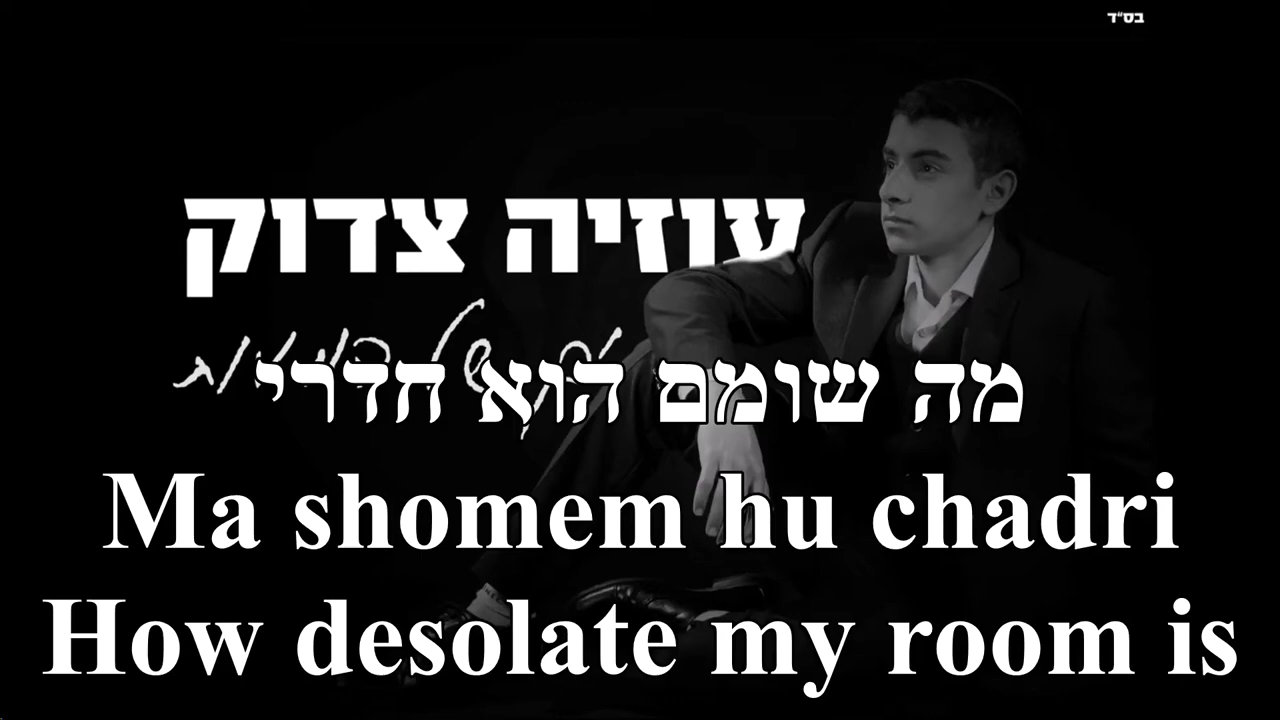 בס"ד
עוזיה צדוק
מה שומם הוא חדרי
Ma shomem hu chadri
How desolate my room is